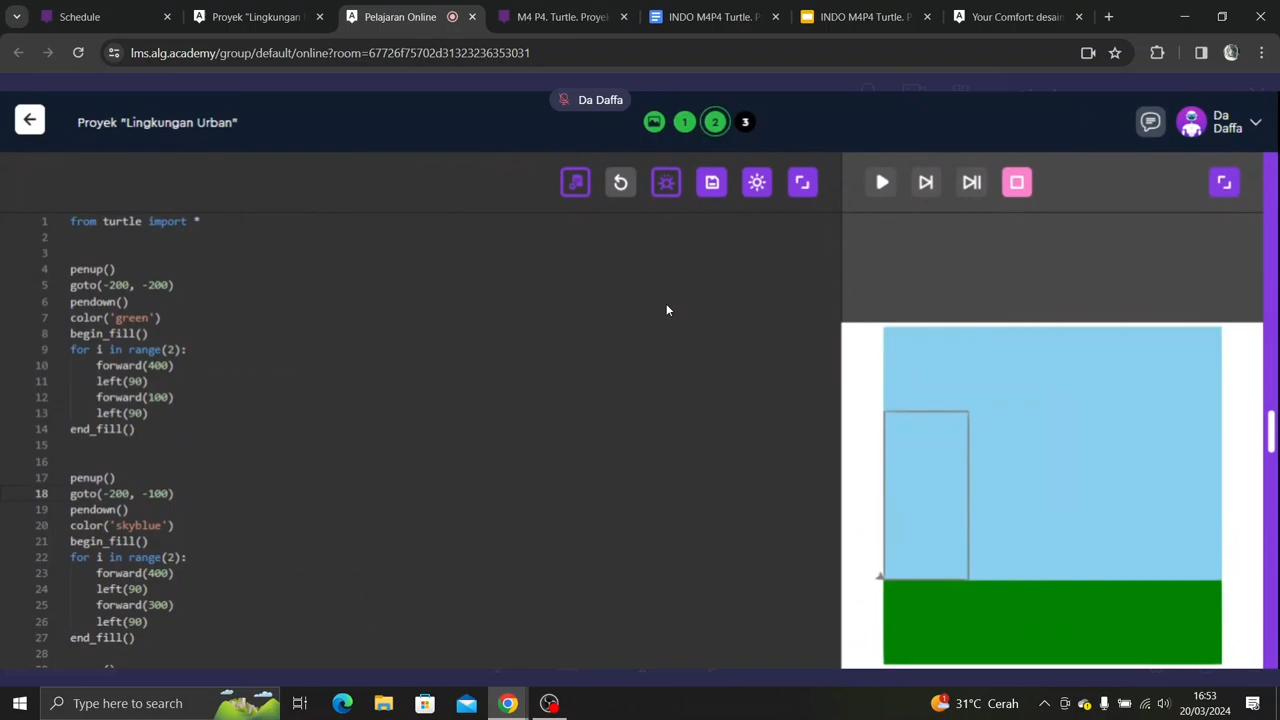 Schedule
Proyek "Lingkungan
Pelajaran Online
M4 P4. Turtle. Proye
INDO M4P4 Turtle. P
INDO M4P4 Turtle. P
Your Comfort: desain
lms.alg.academy/group/default/online?room=67726f75702d31323236353031
Da Daffa
Proyek "Lingkungan Urban"
1
2
3
Da
Daffa
1 from turtle import *
2
3
4 penup()
5 goto(-200, -200)
6 pendown()
7 color('green')
8 begin_fill()
9 for i in range(2):
10 forward(400)
11 left(90)
12 forward(100)
13 left(90)
14 end_fill()
15
16
17 penup()
18 goto(-200, -100)
19 pendown()
20 color('skyblue')
21 begin_fill()
22 for i in range(2):
23 forward(400)
24 left(90)
25 forward(300)
26 left(90)
27 end_fill()
28
Type here to search
31°C Cerah
16:53
20/03/2024